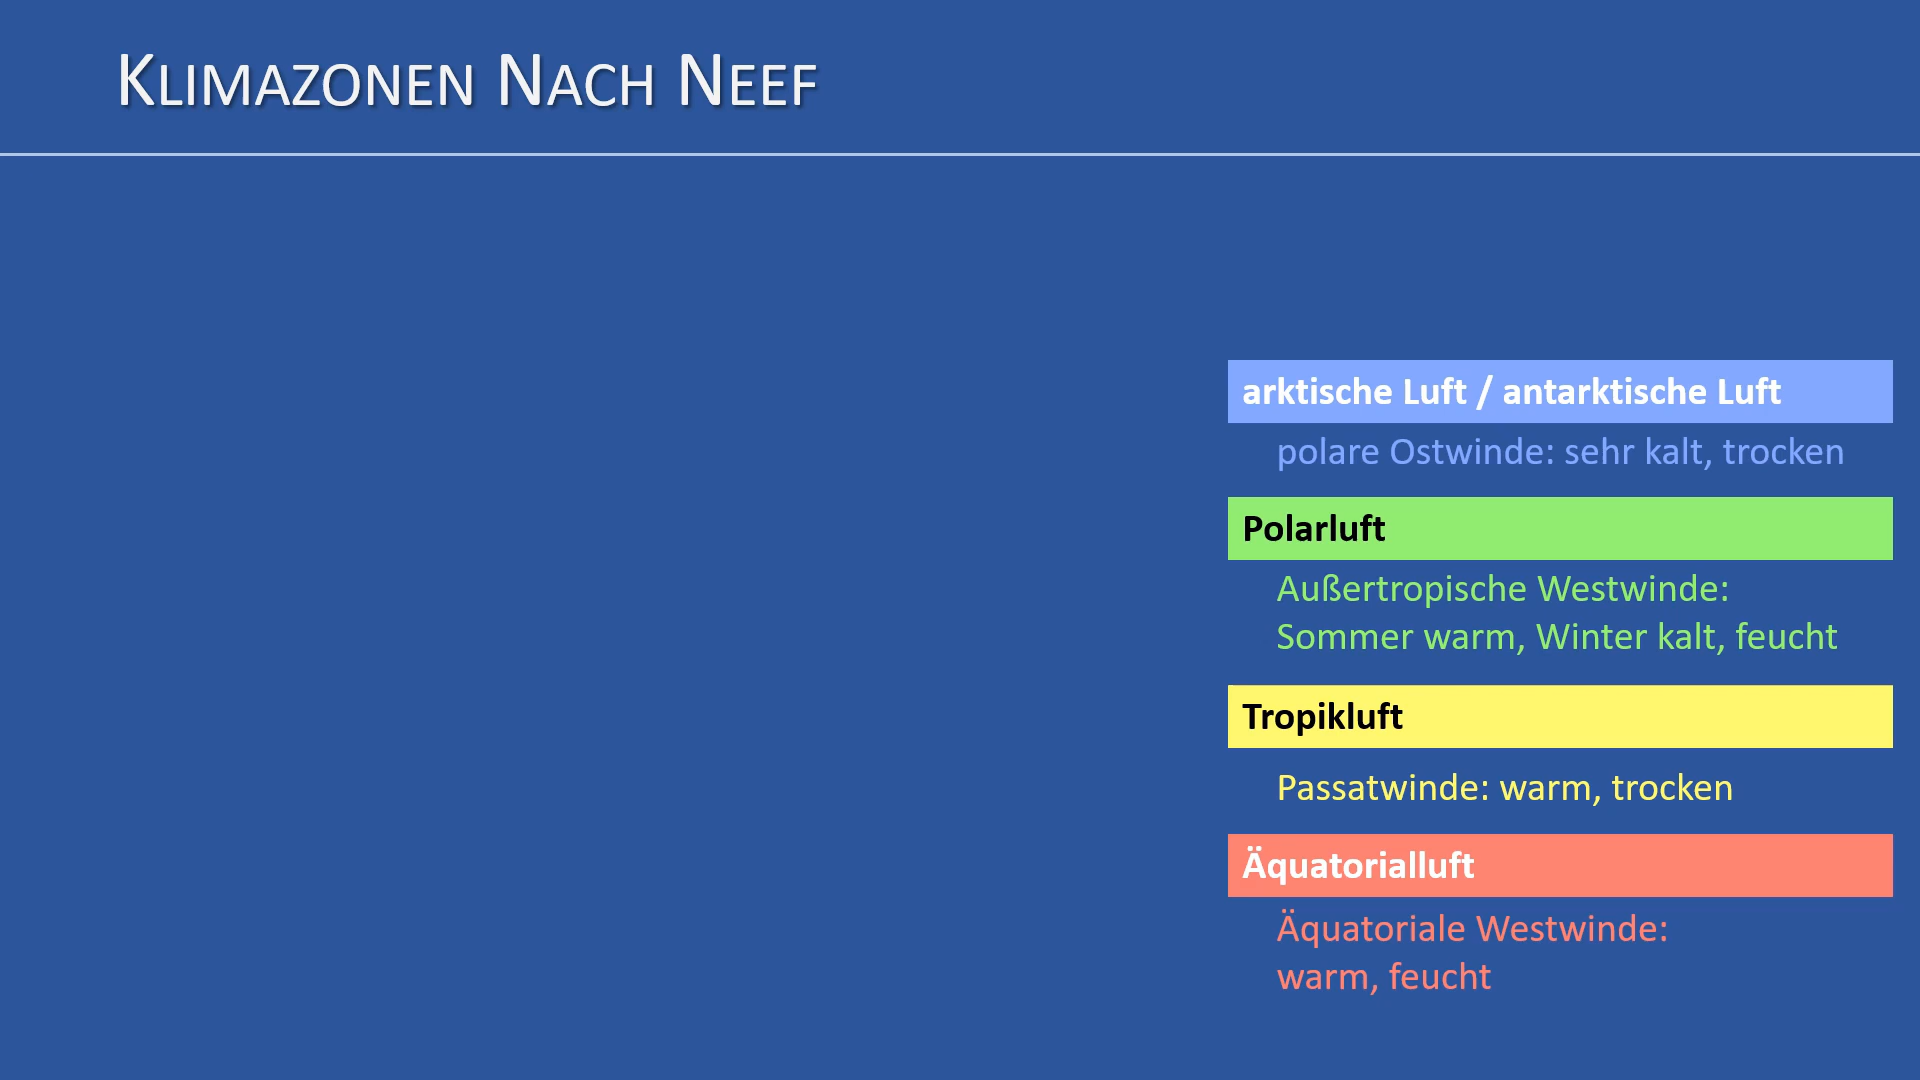 Klimazonen Nach Neef
arktische Luft / antarktische Luft
polare Ostwinde: sehr kalt, trocken
Polarluft
Außertropische Westwinde:
Sommer warm, Winter kalt, feucht
Tropikluft
Passatwinde: warm, trocken
Äquatorialluft
Äquatoriale Westwinde:
warm, feucht